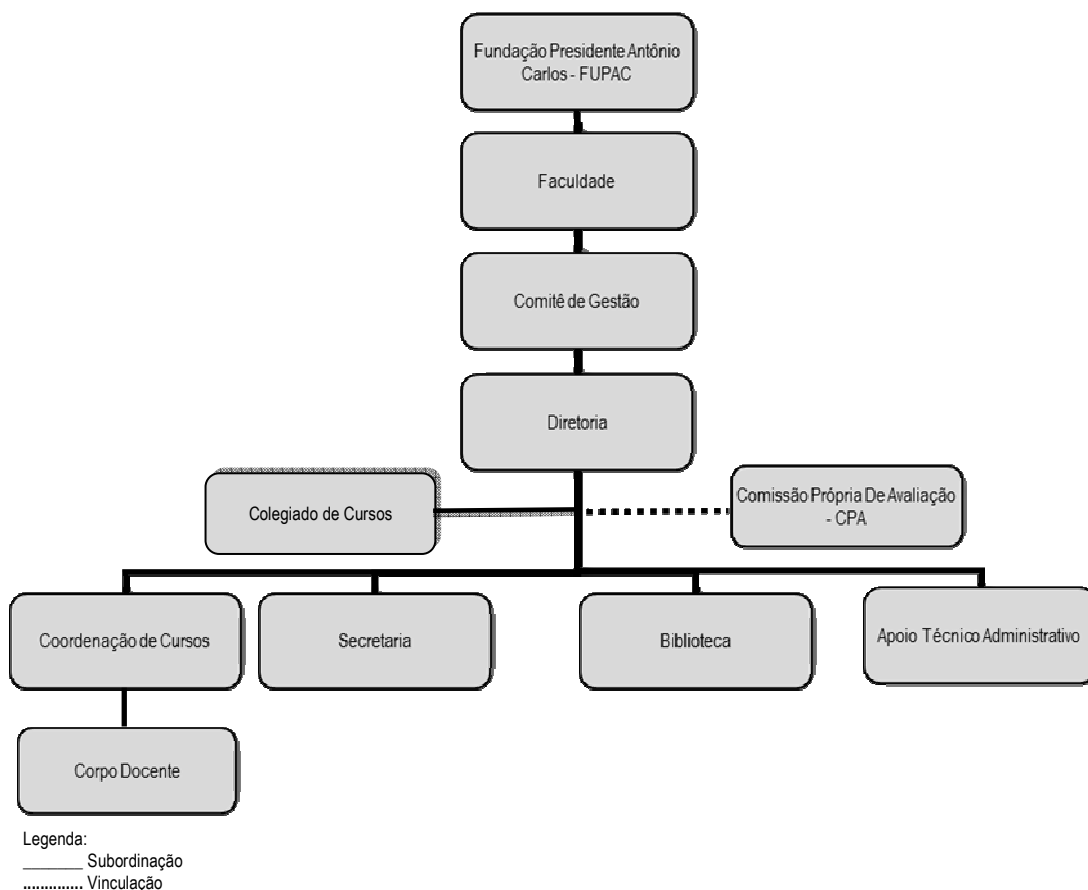 Fundação Presidente Antônio
Carlos - FUPAC
Faculdade
Comitê de Gestão
Diretoria
Colegiado de Cursos
Comissão Própria De Avaliação
- CPA
Coordenação de Cursos
Secretaria
Biblioteca
Apoio Técnico Administrativo
Corpo Docente
Legenda:
_______ Subordinação
............. Vinculação